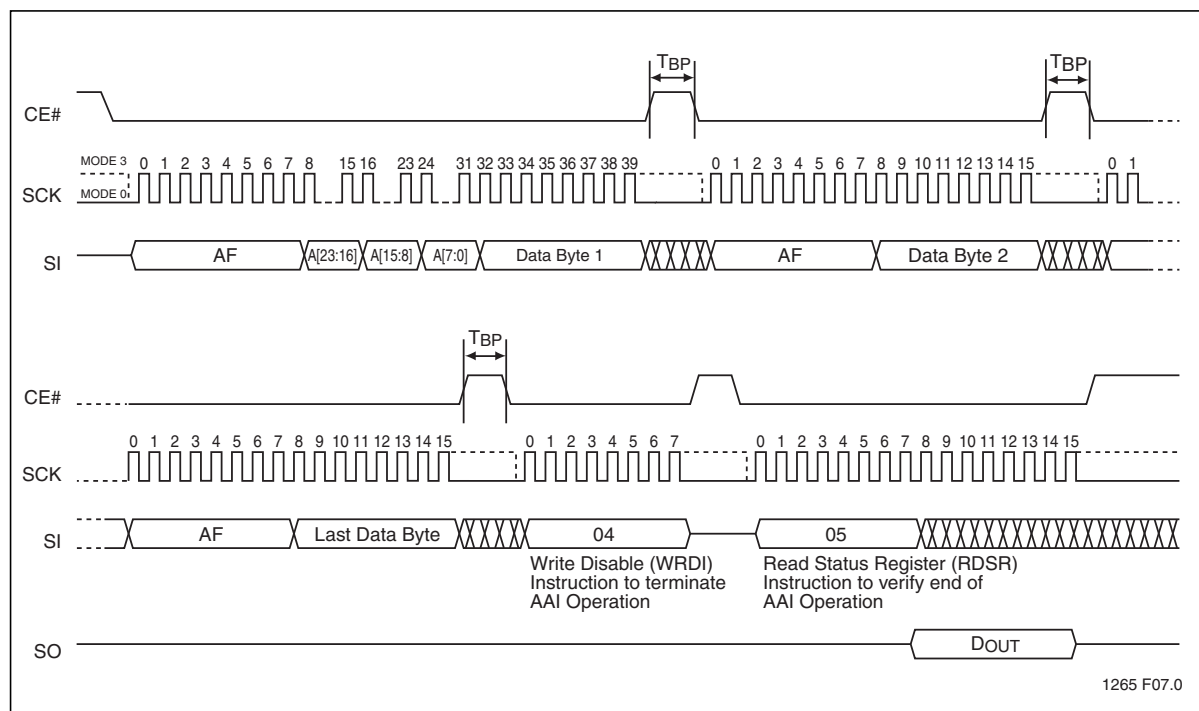 TBP TBP
CE#
MODE 3 0 1 2 3 4 5 6 7 8 15 16 23 24 31 32 33 34 35 36 37 38 39 0 1 2 3 4 5 6 7 8 9 10 11 12 13 14 15 0 1
SCK MODE 0
SI AF A[23:16] A[15:8] A[7:0] Data Byte 1 AF Data Byte 2
TBP
CE#
0 1 2 3 4 5 6 7 8 9 10 11 12 13 14 15 0 1 2 3 4 5 6 7 0 1 2 3 4 5 6 7 8 9 10 11 12 13 14 15
SCK
SI AF Last Data Byte 04 05
Write Disable (WRDI)
Instruction to terminate
AAI Operation
Read Status Register (RDSR)
Instruction to verify end of
AAI Operation
SO DOUT
1265 F07.0